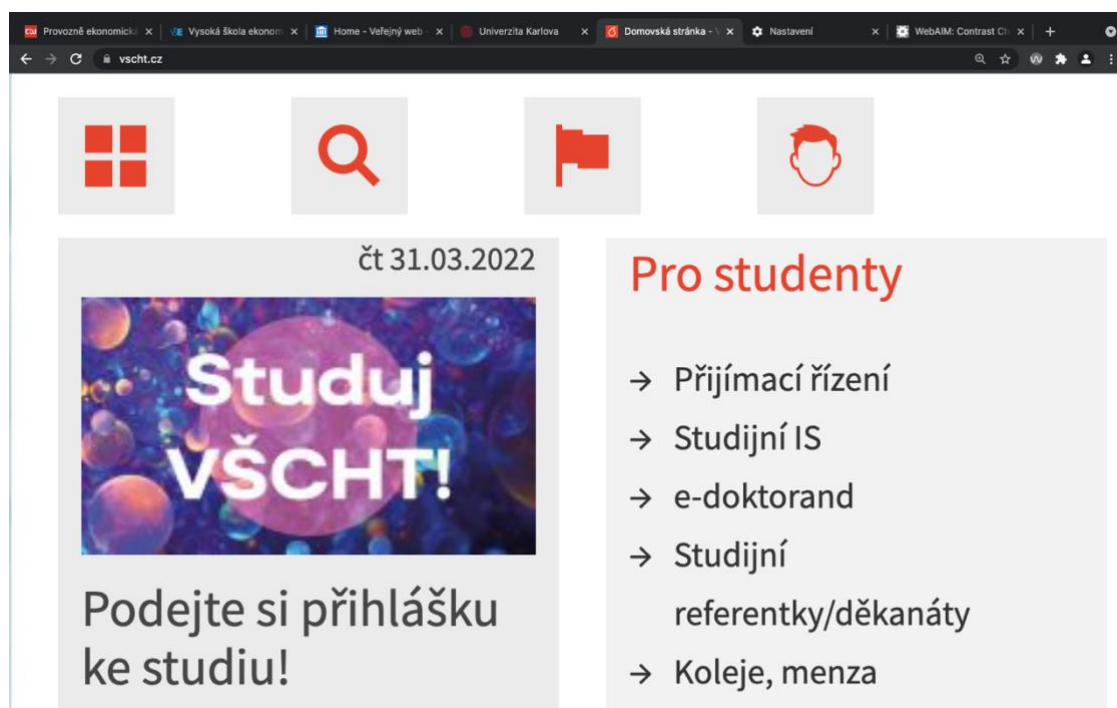 Provozně ekonomick
Vysoká škola ekonom
Home - Veřejný web -
Univerzita Karlova
Domovská stránka - V
Nastavení
WebAIM: Contrast Ch
vscht.cz
čt 31.03.2022
Studuj
VŠCHT!
Podejte si přihlášku
ke studiu!
Pro studenty
→ Přijímací řízení
→ Studijní IS
→ e-doktorand
→ Studijní
referentky/děkanáty
→ Koleje, menza